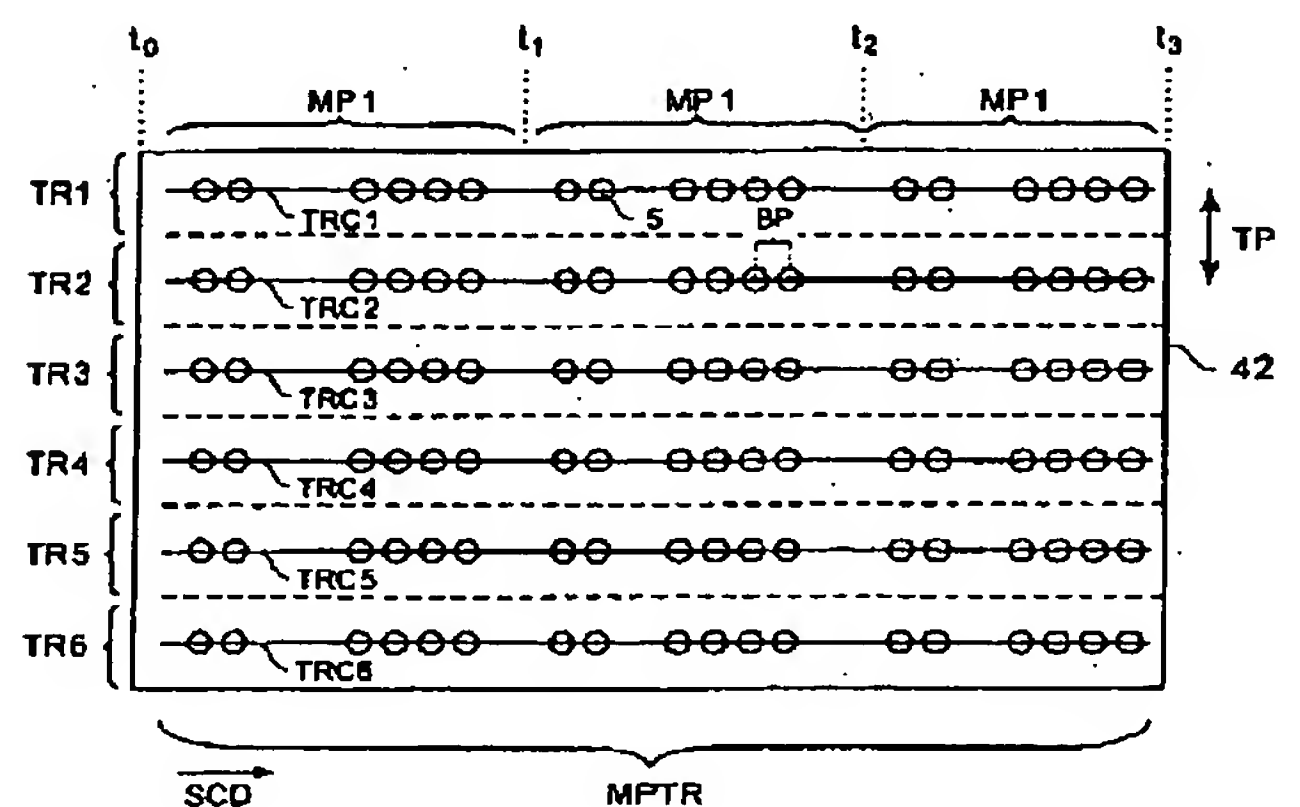 t0 t1 t2 t3
MP1 MP1 MP1
TR1
TRC1 5 BP
TP
TR2
TRC2
TR3
TRC3
42
TR4
TRC4
TR5
TRC5
TR6
TRC6
SCD MPTR